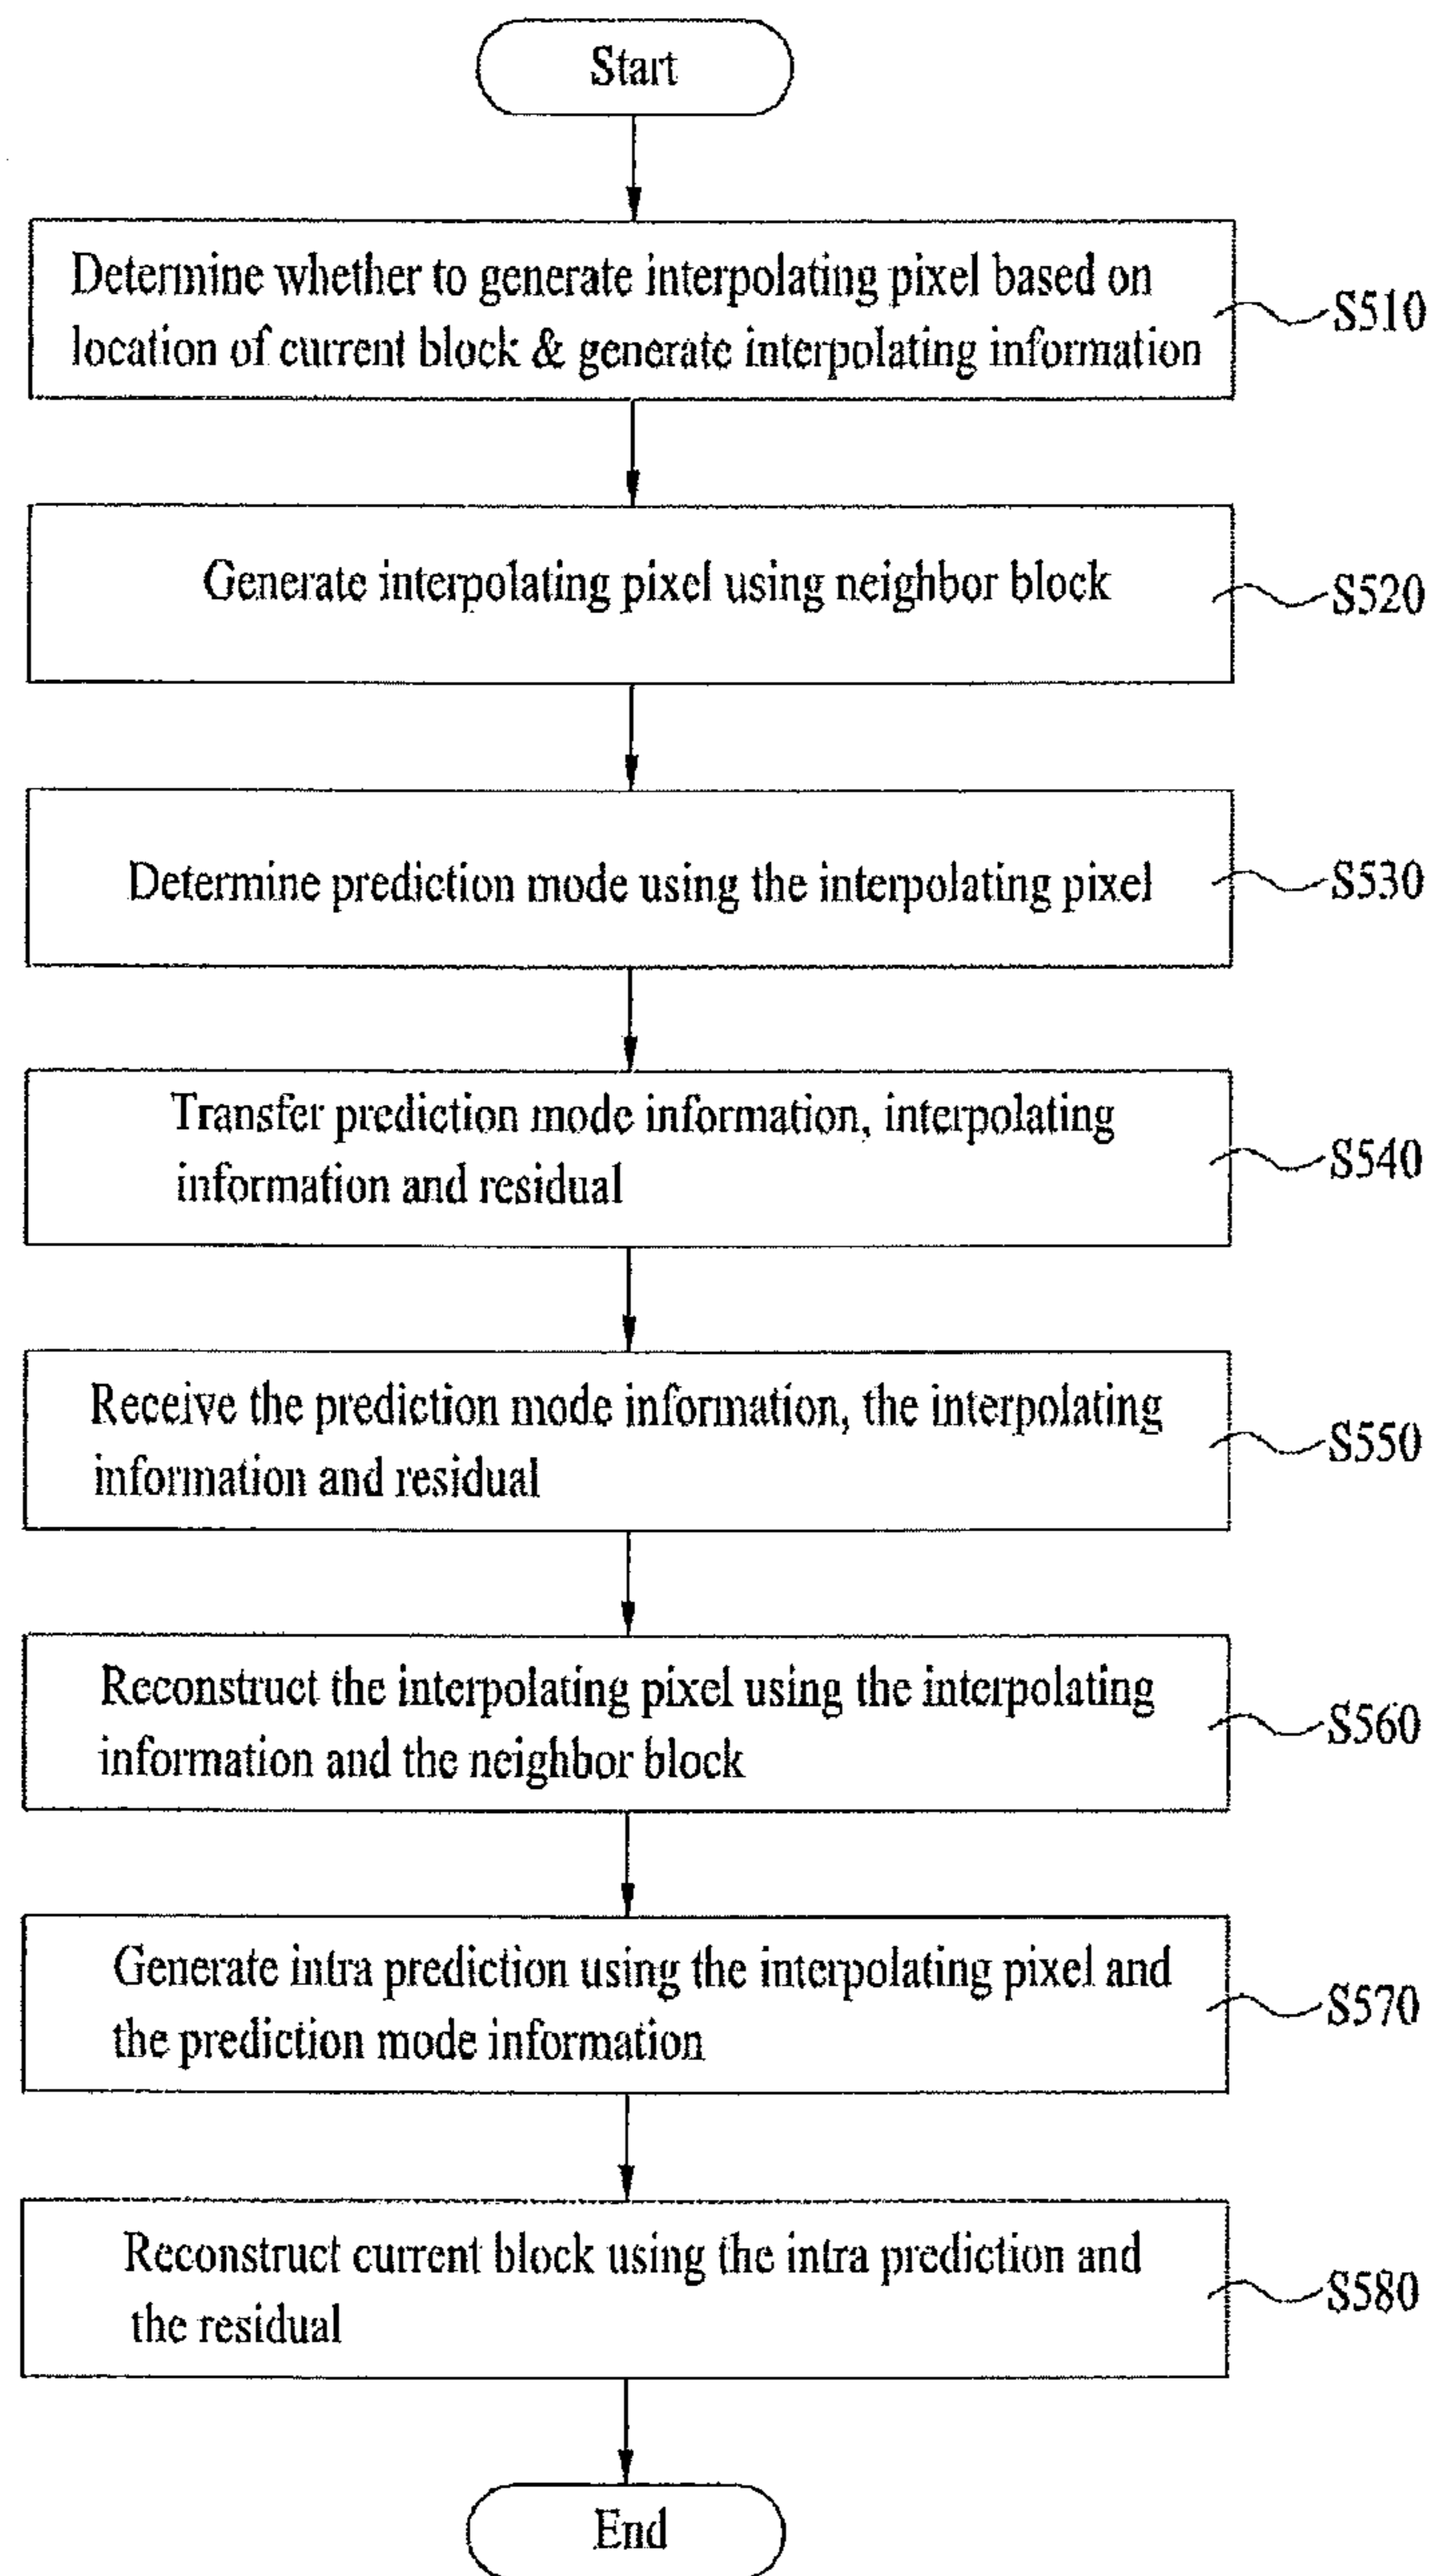 Start
Determine whether to generate interpolating pixel based on
location of current block & generate interpolating information
S510
Generate interpolating pixel using neighbor block
S520
Determine prediction mode using the interpolating pixel
S530
Transfer prediction mode information, interpolating
information and residual
S540
Receive the prediction mode information, the interpolating
information and residual
S550
Reconstruct the interpolating pixel using the interpolating
information and the neighbor block
S560
Generate intra prediction using the interpolating pixel and
the prediction mode information
S570
Reconstruct current block using the intra prediction and
the residual
S580
End